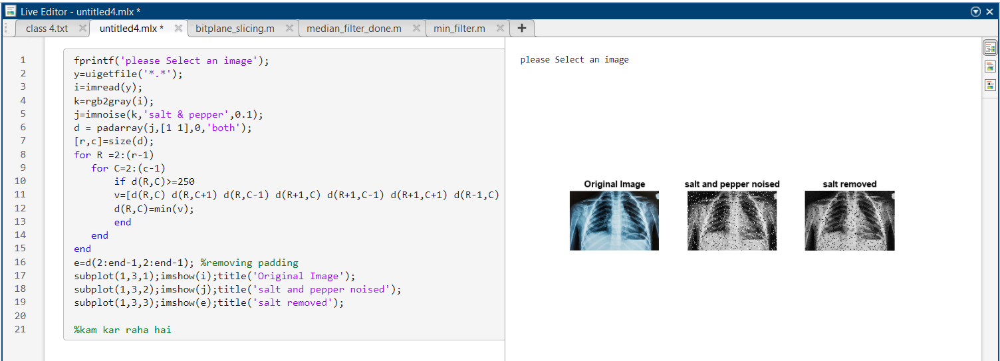 Live Editor - untitled4.mlx *
class 4.txt untitled4.mlx * bitplane_slicing.m median_filter_done.m min_filter.m +
1 fprintf('please Select an image');
2 y=uigetfile('*.*');
3 i=imread(y);
4 k=rgb2gray(i);
5 j=imnoise(k,'salt & pepper',0.1);
6 d = padarray(j,[1 1],0,'both');
7 [r,c]=size(d);
8 for R =2:(r-1)
9 for C=2:(c-1)
10 if d(R,C)>=250
11 v=[d(R,C) d(R,C+1) d(R,C-1) d(R+1,C) d(R+1,C-1) d(R+1,C+1) d(R-1,C)
12 d(R,C)=min(v);
13 end
14 end
15 end
16 e=d(2:end-1,2:end-1); %removing padding
17 subplot(1,3,1);imshow(i);title('Original Image');
18 subplot(1,3,2);imshow(j);title('salt and pepper noised');
19 subplot(1,3,3);imshow(e);title('salt removed');
20
21 %kam kar raha hai
please Select an image
Original Image salt and pepper noised salt removed